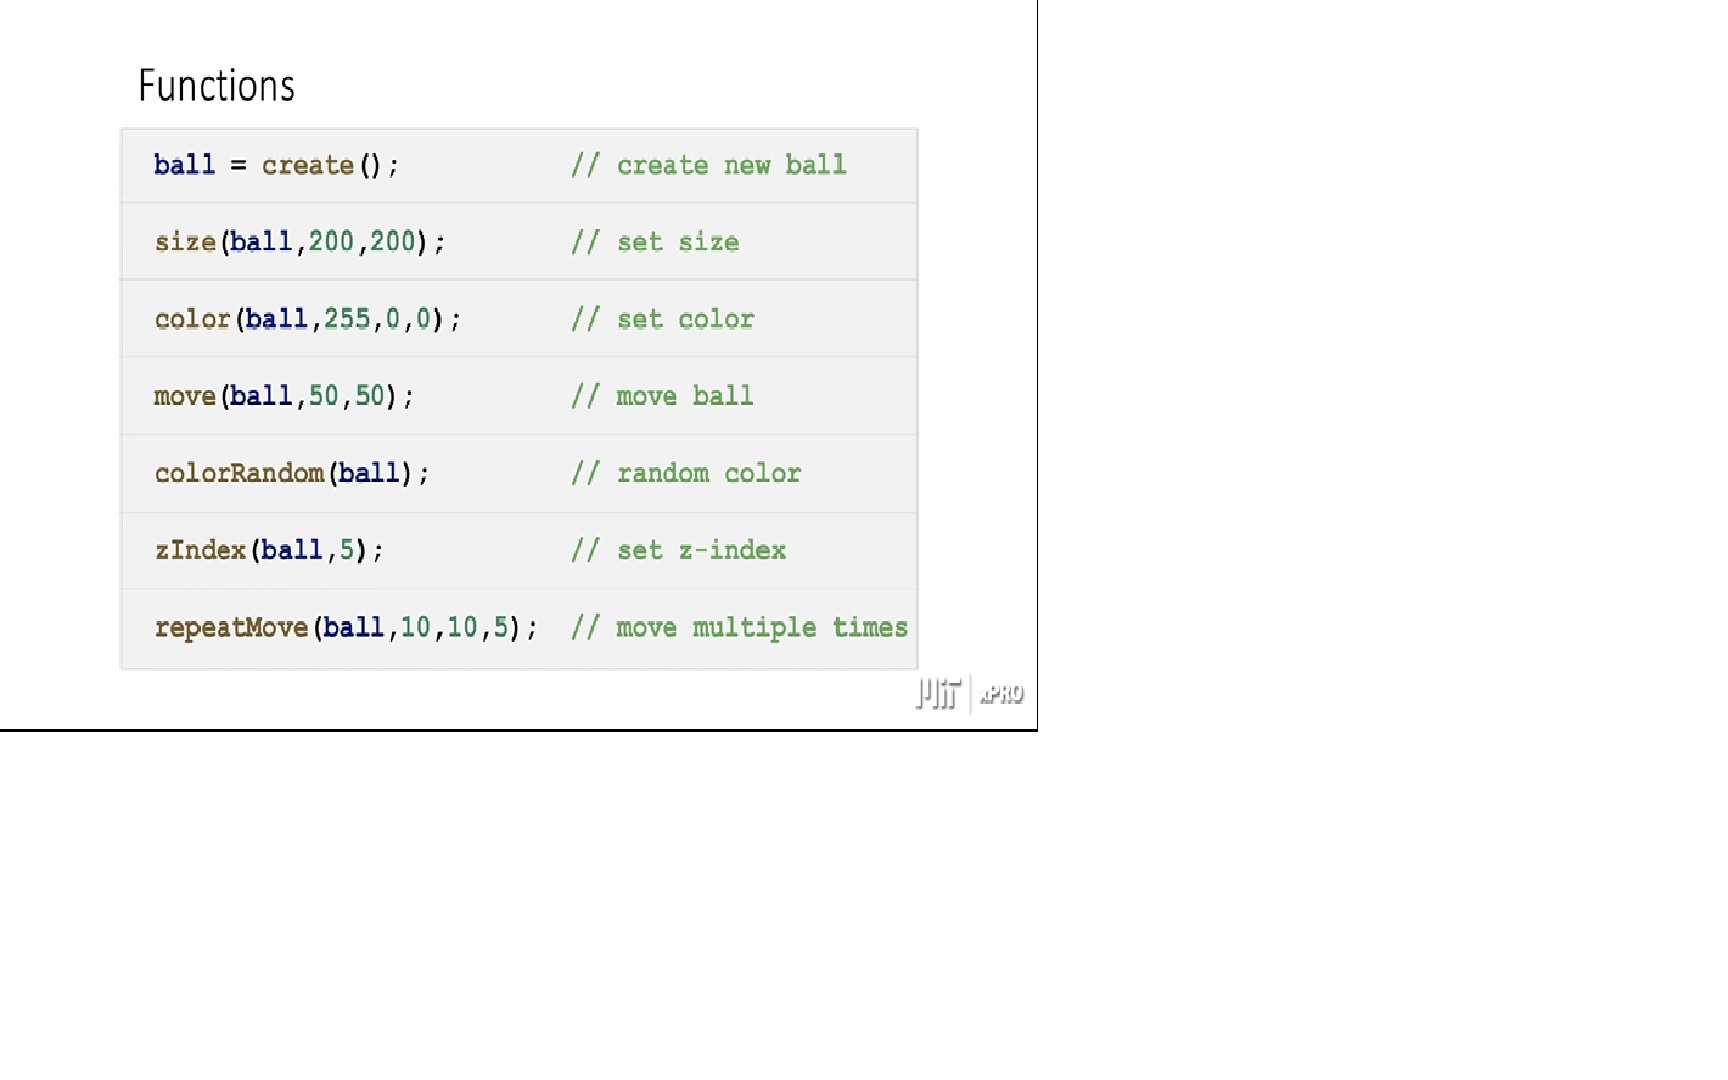 Functions
ball = create();    // create new ball
size(ball,200,200);    // set size
color(ball,255,0,0);    // set color
move(ball,50,50);    // move ball
colorRandom(ball);    // random color
zIndex(ball,5);    // set z-index
repeatMove(ball,10,10,5);    // move multiple times
MIT | xPRO